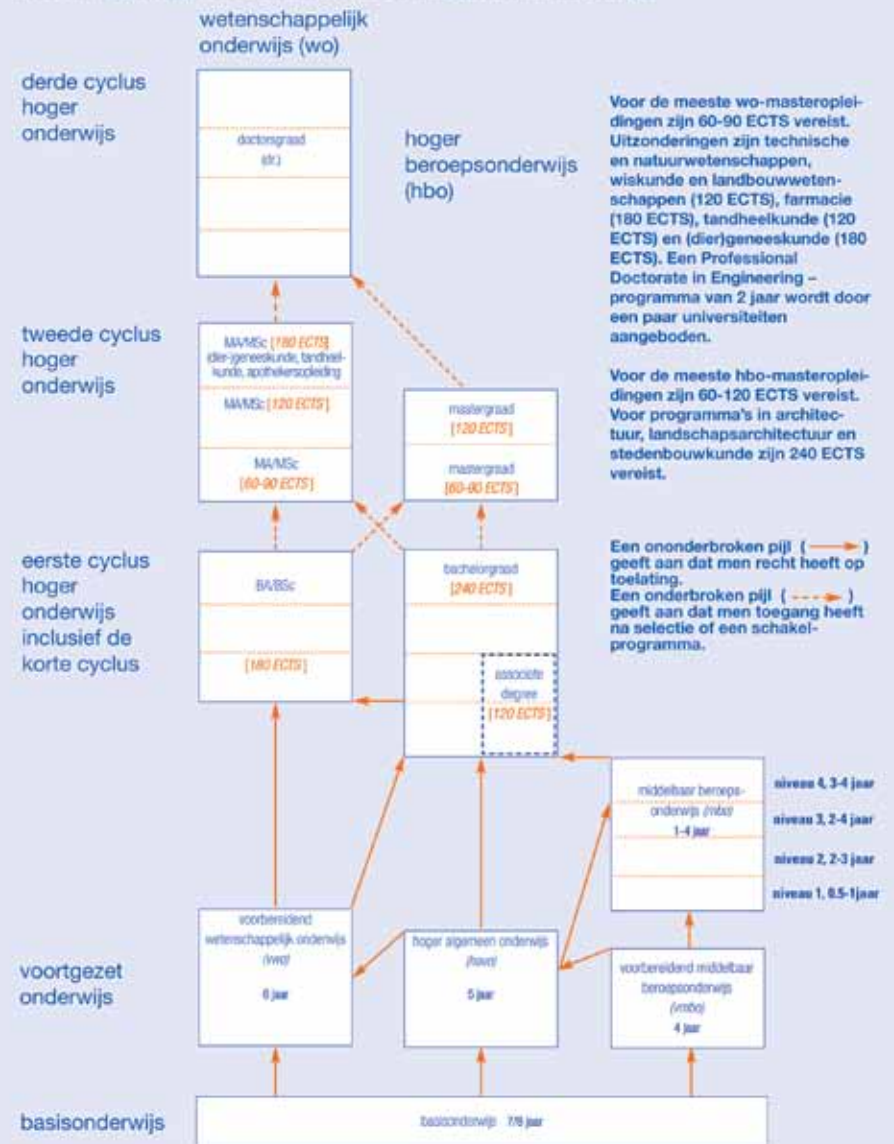 wetenschappelijk
onderwijs (wo)
derde cyclus
hoger
onderwijs
doctorsgraad
(dr.)
hoger
beroepsonderwijs
(hbo)
Voor de meeste wo-masteroplei-
dingen zijn 60-90 ECTS vereist.
Uitzonderingen zijn technische
en natuurwetenschappen,
wiskunde en landbouwweten-
schappen (120 ECTS), farmacie
(180 ECTS), tandheelkunde (120
ECTS) en (dier)geneeskunde (180
ECTS). Een Professional
Doctorate in Engineering –
programma van 2 jaar wordt door
een paar universiteiten
aangeboden.
Voor de meeste hbo-masteroplei-
dingen zijn 60-120 ECTS vereist.
Voor programma's in architec-
tuur, landschapsarchitectuur en
stedenbouwkunde zijn 240 ECTS
vereist.
tweede cyclus
hoger
onderwijs
MA/MSc [180 ECTS]
(dier-)geneeskunde, tandheel-
kunde, apothekersopleiding
MA/MSc [120 ECTS]
MA/MSc
[60-90 ECTS]
mastergraad
[120 ECTS]
mastergraad
[60-90 ECTS]
eerste cyclus
hoger
onderwijs
inclusief de
korte cyclus
BA/BSc
[180 ECTS]
bachelorgraad
[240 ECTS]
associate
degree
[120 ECTS]
Een ononderbroken pijl ( )
geeft aan dat men recht heeft op
toelating.
Een onderbroken pijl ( )
geeft aan dat men toegang heeft
na selectie of een schakel-
programma.
middelbaar beroeps-
onderwijs (mbo)
1-4 jaar
niveau 4, 3-4 jaar
niveau 3, 2-4 jaar
niveau 2, 2-3 jaar
niveau 1, 0.5-1jaar
voortgezet
onderwijs
voorbereidend
wetenschappelijk onderwijs
(vwo)
6 jaar
hoger algemeen onderwijs
(havo)
5 jaar
voorbereidend middelbaar
beroepsonderwijs
(vmbo)
4 jaar
basisonderwijs
basisonderwijs 7/8 jaar